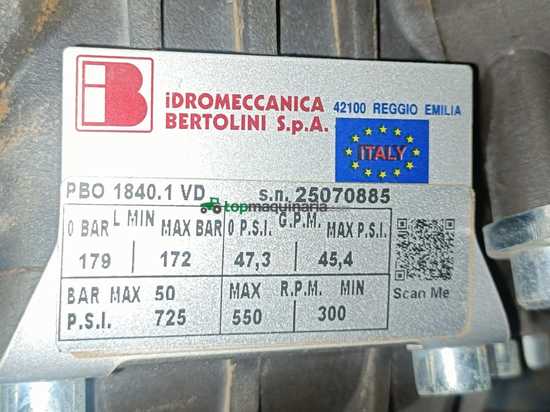 iB
iDROMECCANICA
BERTOLINI S.p.A.
42100 REGGIO EMILIA
ITALY
PBO 1840.1 VD s.n. 25070885
topmaquinaria
0 BAR L MIN MAX BAR 0 P.S.I. G.P.M. MAX P.S.I.
179 172 47,3 45,4
BAR MAX 50 MAX R.P.M. MIN
P.S.I. 725 550 300
Scan Me